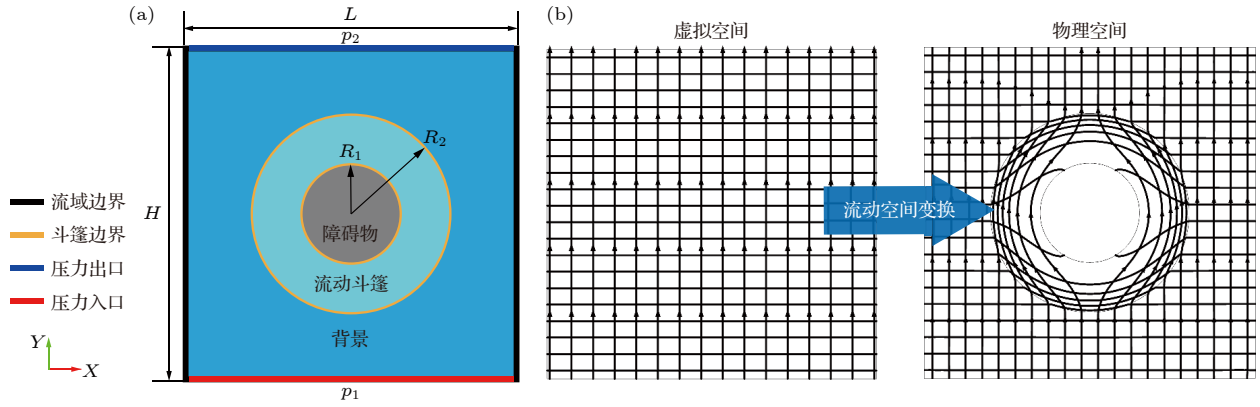 (a)
L
p2
R1
R2
H
障碍物
流动斗篷
背景
p1
流域边界
斗篷边界
压力出口
压力入口
Y
X
(b)
虚拟空间
物理空间
流动空间变换